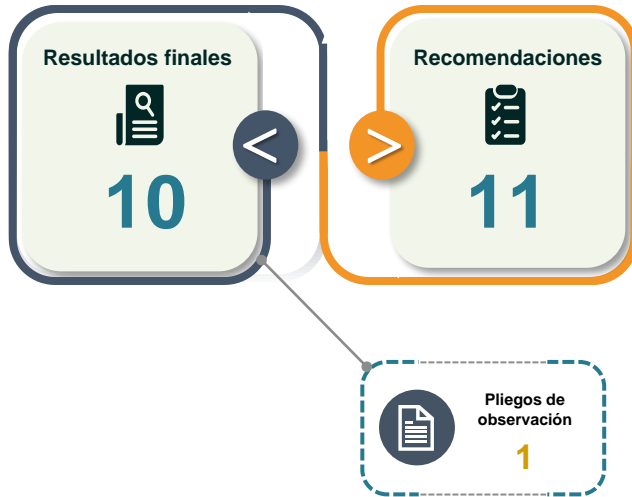 Resultados finales
Recomendaciones
<
>
10
11
Pliegos de
observación
1